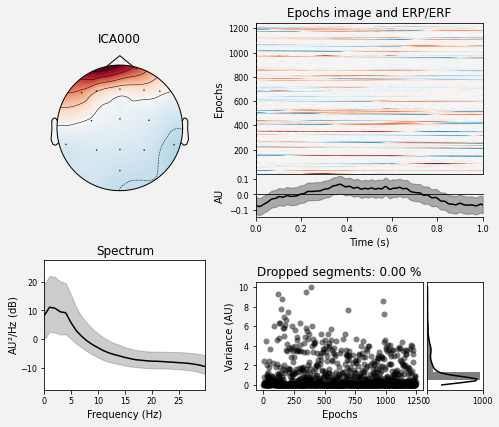 ICA000
Epochs image and ERP/ERF
Epochs
1200
1000
800
600
400
200
AU
0.1
0.0
−0.1
0.0 0.2 0.4 0.6 0.8 1.0
Time (s)
Spectrum
AU²/Hz (dB)
20
10
0
−10
0 5 10 15 20 25
Frequency (Hz)
Dropped segments: 0.00 %
Variance (AU)
10
8
6
4
2
0
0 250 500 750 1000 1250
Epochs
0 1000